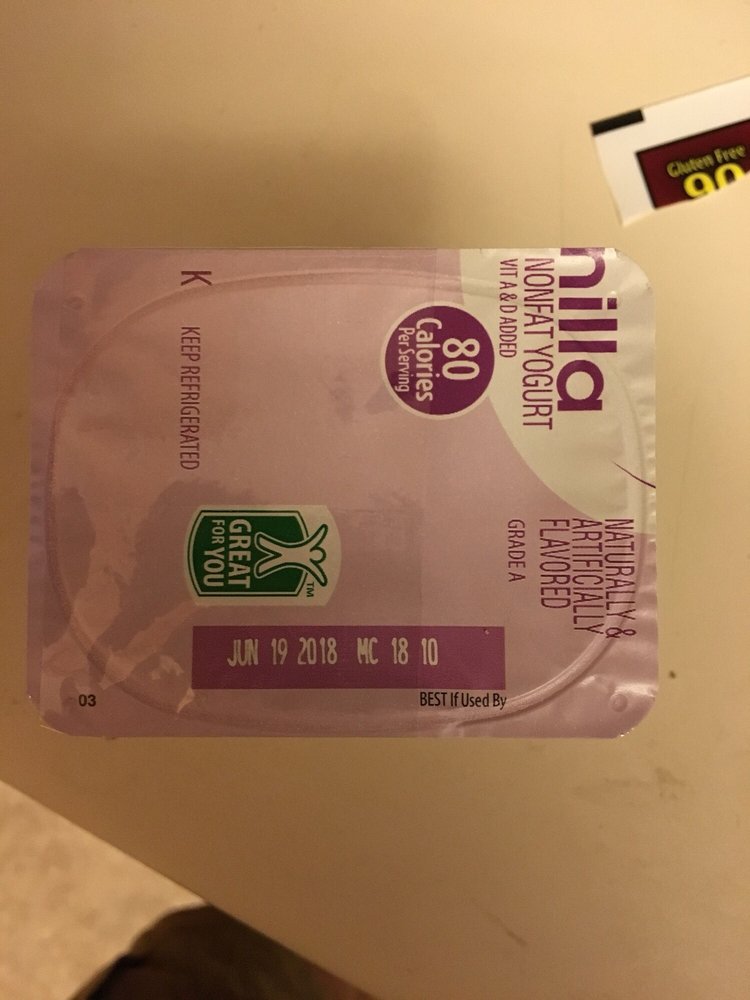 nilla
NONFAT YOGURT
VIT A & D ADDED
80
Calories
Per Serving
NATURALLY &
ARTIFICIALLY
FLAVORED
GRADE A
K
KEEP REFRIGERATED
GREAT
FOR YOU
TM
JUN 19 2018 MC 18 10
BEST If Used By
03
Gluten Free
90